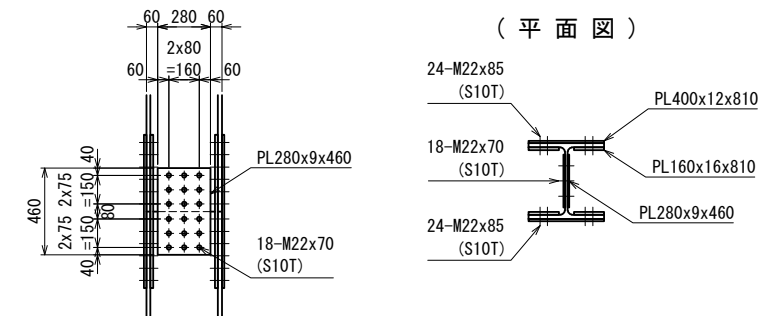 60 280 60
2x80
60 =160 60
40
2x75 =150
80
2x75 =150
40
460
PL280x9x460
18-M22x70
(S10T)
( 平 面 図 )
24-M22x85
(S10T)
PL400x12x810
18-M22x70
(S10T)
PL160x16x810
PL280x9x460
24-M22x85
(S10T)